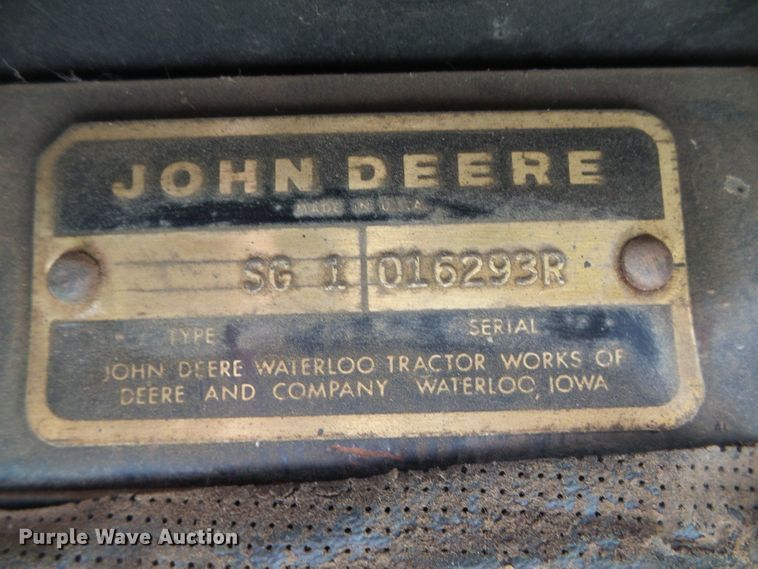 JOHN DEERE
MADE IN U.S.A.
SG 1 016293R
TYPE SERIAL
JOHN DEERE WATERLOO TRACTOR WORKS OF
DEERE AND COMPANY WATERLOO, IOWA
Purple Wave Auction